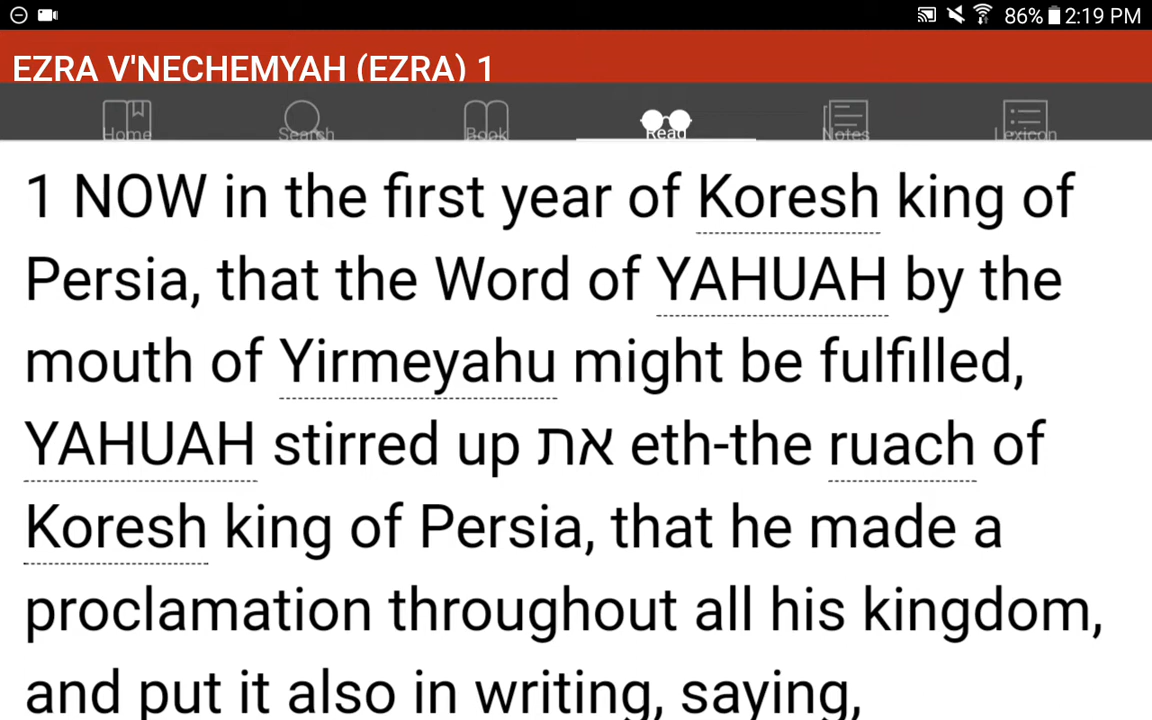 86% 2:19 PM
EZRA V'NECHEMYAH (EZRA) 1
Home Search Book Read Notes Lexicon
1 NOW in the first year of Koresh king of
Persia, that the Word of YAHUAH by the
mouth of Yirmeyahu might be fulfilled,
YAHUAH stirred up את eth-the ruach of
Koresh king of Persia, that he made a
proclamation throughout all his kingdom,
and put it also in writing, saying,